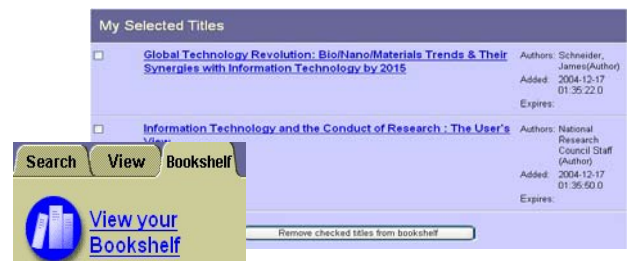 My Selected Titles
Global Technology Revolution: Bio/Nano/Materials Trends & Their
Synergies with Information Technology by 2015
Authors: Schneider,
James(Author)
Added: 2004-12-17
01:35:22.0
Expires:
Information Technology and the Conduct of Research : The User's
View
Authors: National
Research
Council Staff
(Author)
Added: 2004-12-17
01:35:50.0
Expires:
Remove checked titles from bookshelf
Search View Bookshelf
View your
Bookshelf